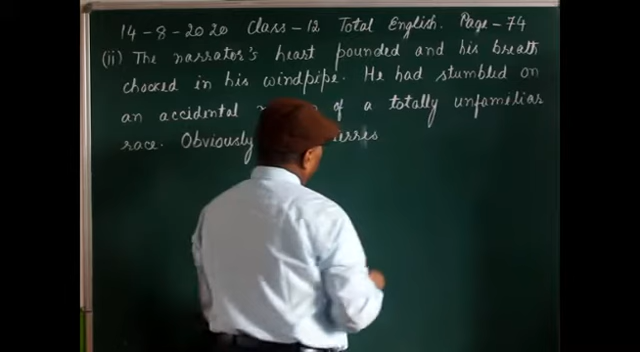 14-8-2020 Class-12 Total English. Page-74
(ii) The narrator's heart pounded and his breath
chocked in his windpipe. He had stumbled on
an accidental of a totally unfamiliar
race. Obviously